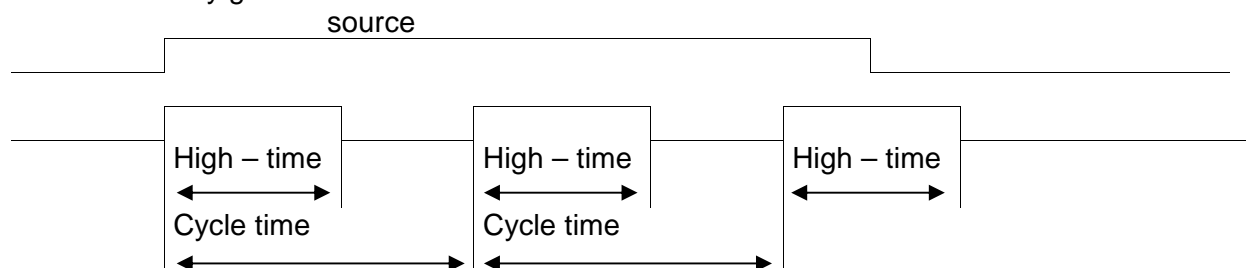 source
High – time High – time High – time
Cycle time Cycle time